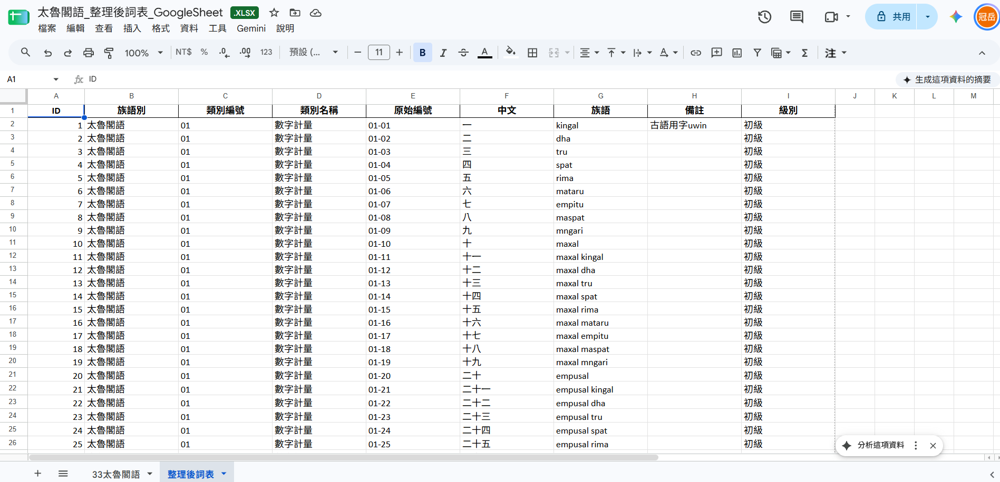 太魯閣語_整理後詞表_GoogleSheet .XLSX
檔案 編輯 查看 插入 格式 資料 工具 Gemini 說明
共用
冠岳
100% NT$ % .0 .00 123 預設 (... 11 B I A Σ 注
A1 fx ID
生成這項資料的摘要
A B C D E F G H I J K L M
1 ID 族語別 類別編號 類別名稱 原始編號 中文 族語 備註 級別
2 1 太魯閣語 01 數字計量 01-01 一 kingal 古語用字uwin 初級
3 2 太魯閣語 01 數字計量 01-02 二 dha 初級
4 3 太魯閣語 01 數字計量 01-03 三 tru 初級
5 4 太魯閣語 01 數字計量 01-04 四 spat 初級
6 5 太魯閣語 01 數字計量 01-05 五 rima 初級
7 6 太魯閣語 01 數字計量 01-06 六 mataru 初級
8 7 太魯閣語 01 數字計量 01-07 七 empitu 初級
9 8 太魯閣語 01 數字計量 01-08 八 maspat 初級
10 9 太魯閣語 01 數字計量 01-09 九 mngari 初級
11 10 太魯閣語 01 數字計量 01-10 十 maxal 初級
12 11 太魯閣語 01 數字計量 01-11 十一 maxal kingal 初級
13 12 太魯閣語 01 數字計量 01-12 十二 maxal dha 初級
14 13 太魯閣語 01 數字計量 01-13 十三 maxal tru 初級
15 14 太魯閣語 01 數字計量 01-14 十四 maxal spat 初級
16 15 太魯閣語 01 數字計量 01-15 十五 maxal rima 初級
17 16 太魯閣語 01 數字計量 01-16 十六 maxal mataru 初級
18 17 太魯閣語 01 數字計量 01-17 十七 maxal empitu 初級
19 18 太魯閣語 01 數字計量 01-18 十八 maxal maspat 初級
20 19 太魯閣語 01 數字計量 01-19 十九 maxal mngari 初級
21 20 太魯閣語 01 數字計量 01-20 二十 empusal 初級
22 21 太魯閣語 01 數字計量 01-21 二十一 empusal kingal 初級
23 22 太魯閣語 01 數字計量 01-22 二十二 empusal dha 初級
24 23 太魯閣語 01 數字計量 01-23 二十三 empusal tru 初級
25 24 太魯閣語 01 數字計量 01-24 二十四 empusal spat 初級
26 25 太魯閣語 01 數字計量 01-25 二十五 empusal rima 初級
分析這項資料
33太魯閣語 整理後詞表